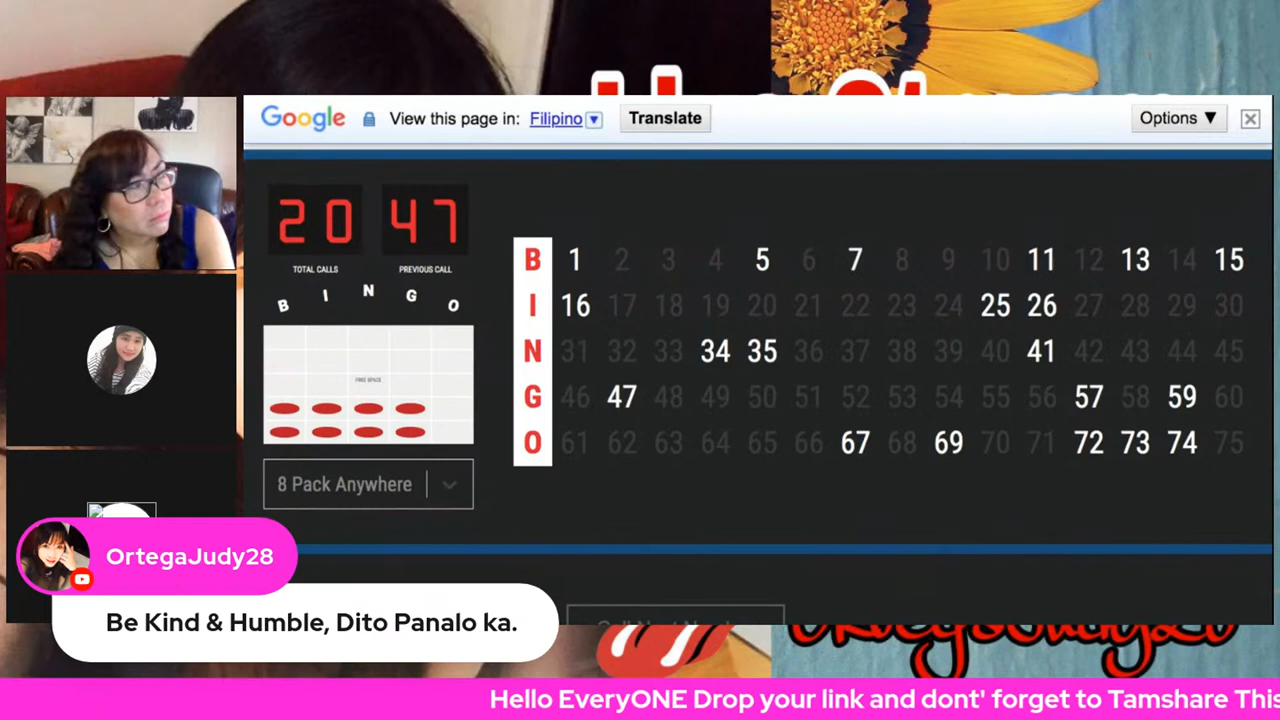 Google View this page in: Filipino ▼ Translate Options ▼
20 47
TOTAL CALLS PREVIOUS CALL
B I N G O
FREE SPACE
8 Pack Anywhere
B 1 2 3 4 5 6 7 8 9 10 11 12 13 14 15
I 16 17 18 19 20 21 22 23 24 25 26 27 28 29 30
N 31 32 33 34 35 36 37 38 39 40 41 42 43 44 45
G 46 47 48 49 50 51 52 53 54 55 56 57 58 59 60
O 61 62 63 64 65 66 67 68 69 70 71 72 73 74 75
OrtegaJudy28
Be Kind & Humble, Dito Panalo ka.
Hello EveryONE Drop your link and dont' forget to Tamshare This